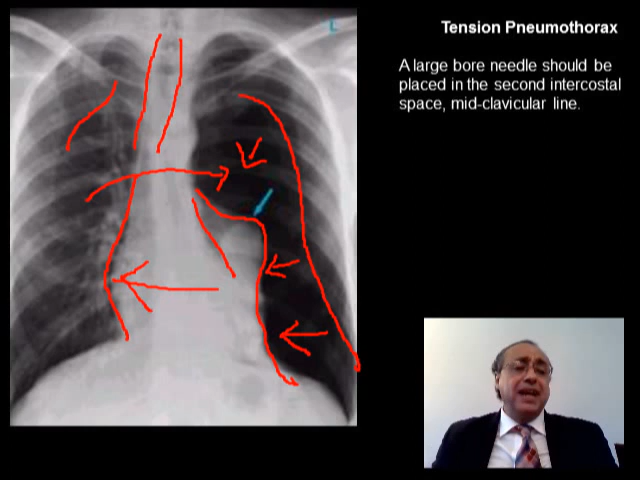 L
Tension Pneumothorax
A large bore needle should be
placed in the second intercostal
space, mid-clavicular line.